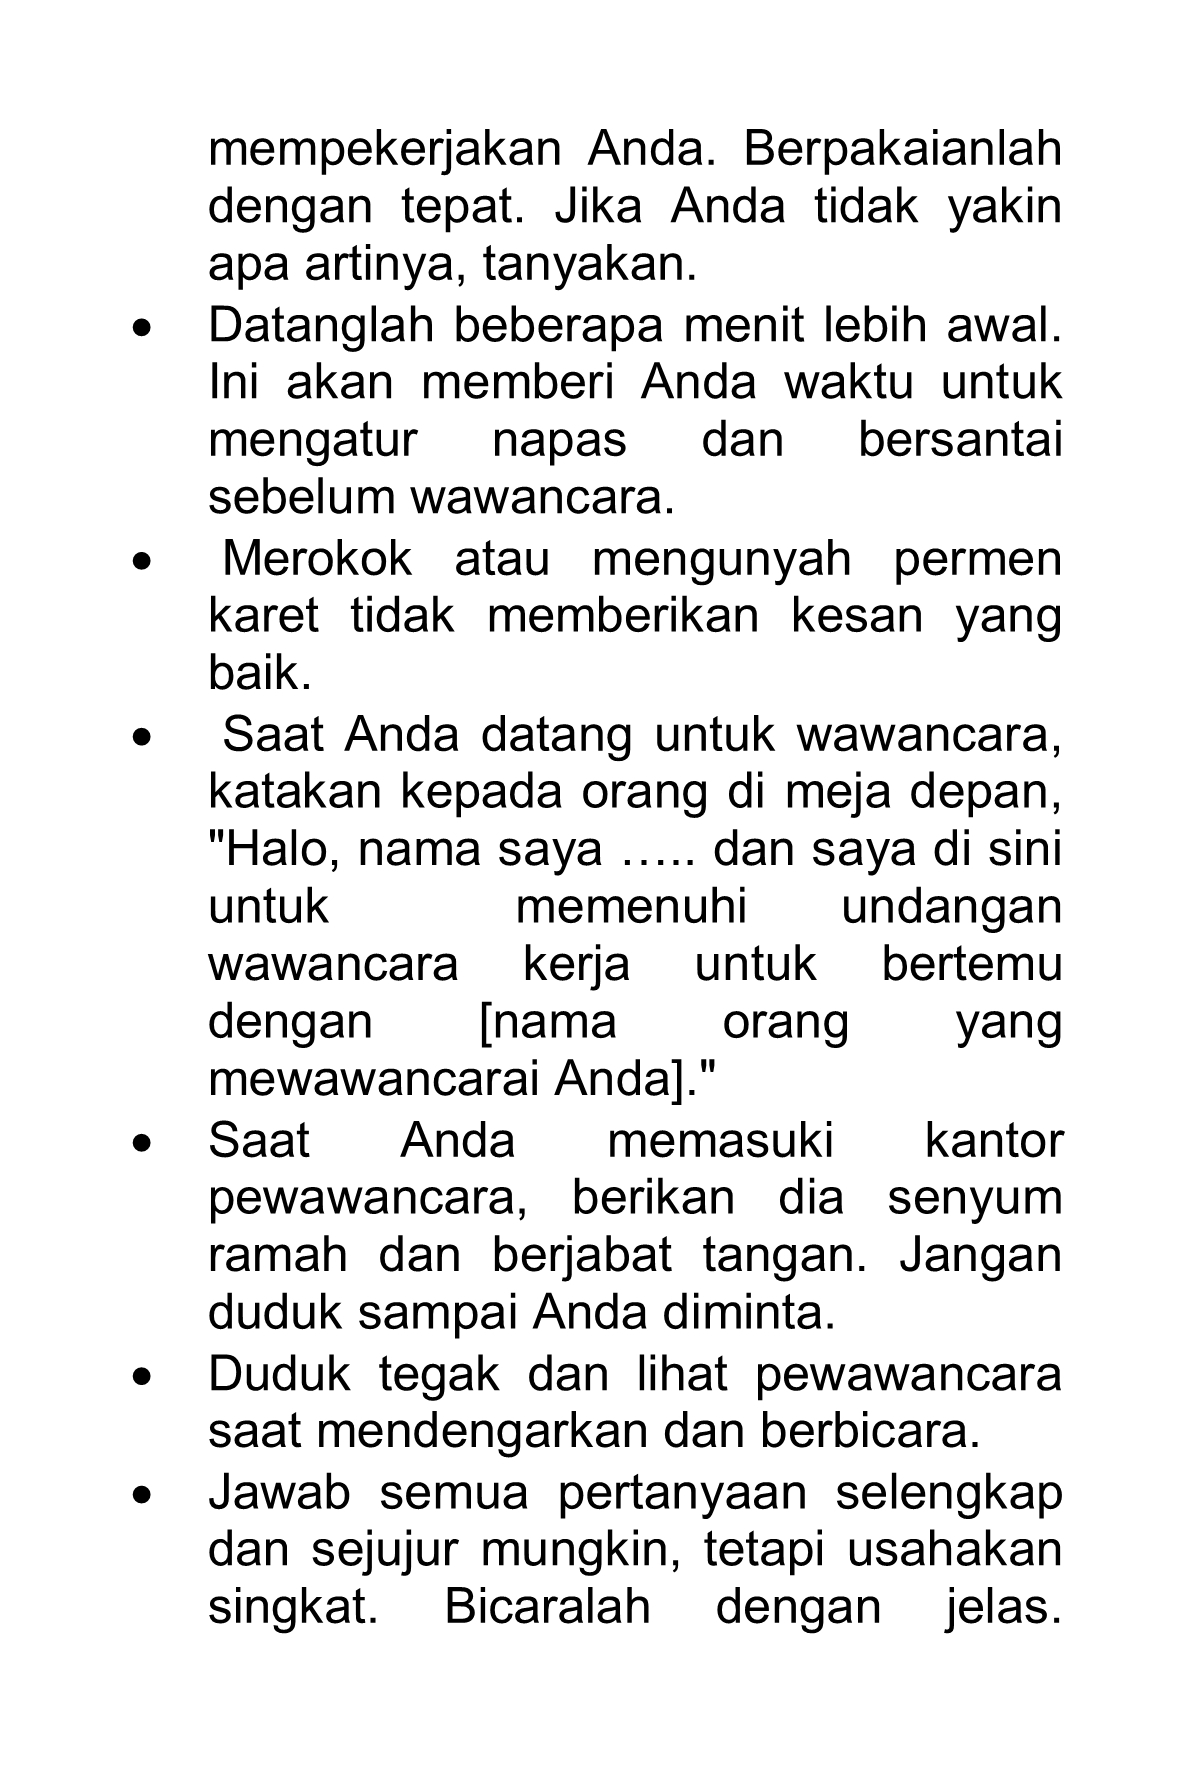 mempekerjakan Anda. Berpakaianlah
dengan tepat. Jika Anda tidak yakin
apa artinya, tanyakan.
• Datanglah beberapa menit lebih awal.
Ini akan memberi Anda waktu untuk
mengatur napas dan bersantai
sebelum wawancara.
• Merokok atau mengunyah permen
karet tidak memberikan kesan yang
baik.
• Saat Anda datang untuk wawancara,
katakan kepada orang di meja depan,
"Halo, nama saya ….. dan saya di sini
untuk memenuhi undangan
wawancara kerja untuk bertemu
dengan [nama orang yang
mewawancarai Anda]."
• Saat Anda memasuki kantor
pewawancara, berikan dia senyum
ramah dan berjabat tangan. Jangan
duduk sampai Anda diminta.
• Duduk tegak dan lihat pewawancara
saat mendengarkan dan berbicara.
• Jawab semua pertanyaan selengkap
dan sejujur mungkin, tetapi usahakan
singkat. Bicaralah dengan jelas.